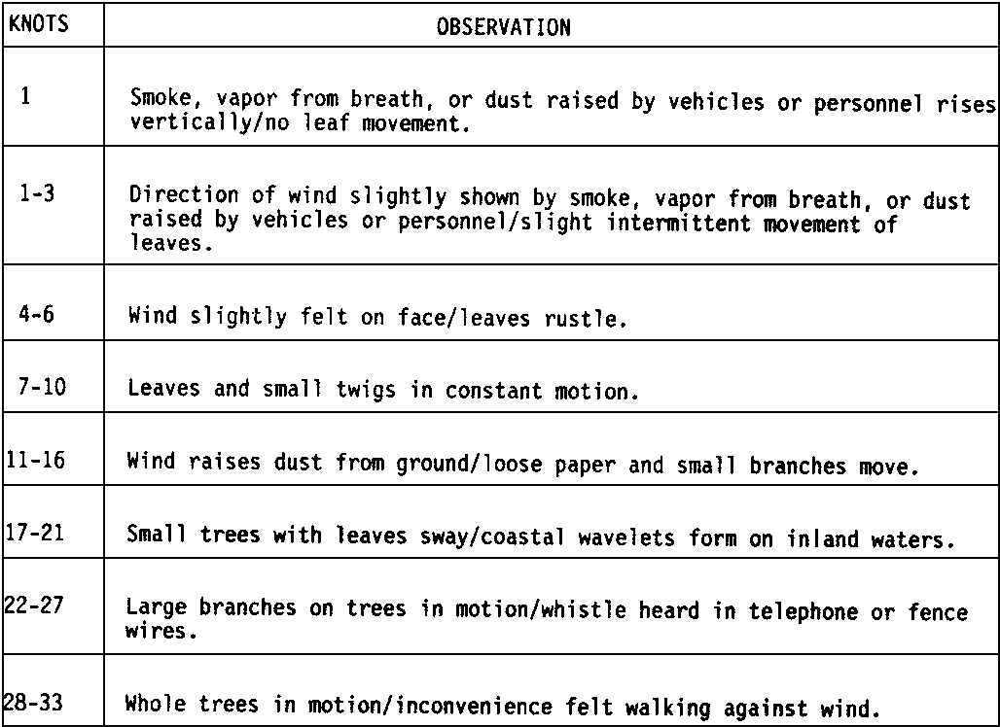 KNOTS OBSERVATION
1 Smoke, vapor from breath, or dust raised by vehicles or personnel rises
vertically/no leaf movement.
1-3 Direction of wind slightly shown by smoke, vapor from breath, or dust
raised by vehicles or personnel/slight intermittent movement of
leaves.
4-6 Wind slightly felt on face/leaves rustle.
7-10 Leaves and small twigs in constant motion.
11-16 Wind raises dust from ground/loose paper and small branches move.
17-21 Small trees with leaves sway/coastal wavelets form on inland waters.
22-27 Large branches on trees in motion/whistle heard in telephone or fence
wires.
28-33 Whole trees in motion/inconvenience felt walking against wind.